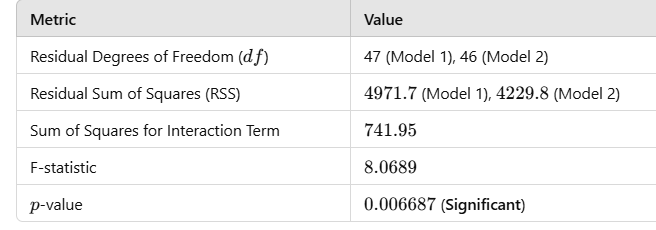 Metric Value
Residual Degrees of Freedom (df) 47 (Model 1), 46 (Model 2)
Residual Sum of Squares (RSS) 4971.7 (Model 1), 4229.8 (Model 2)
Sum of Squares for Interaction Term 741.95
F-statistic 8.0689
p-value 0.006687 (Significant)